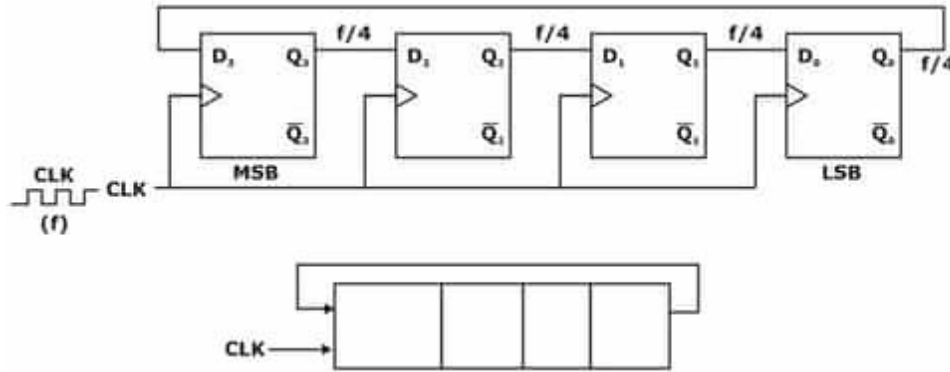 D₃ Q₃ f/4 D₂ Q₂ f/4 D₁ Q₁ f/4 D₀ Q₀ f/4
Q̅₃ Q̅₂ Q̅₁ Q̅₀
MSB LSB
CLK CLK
(f)
CLK